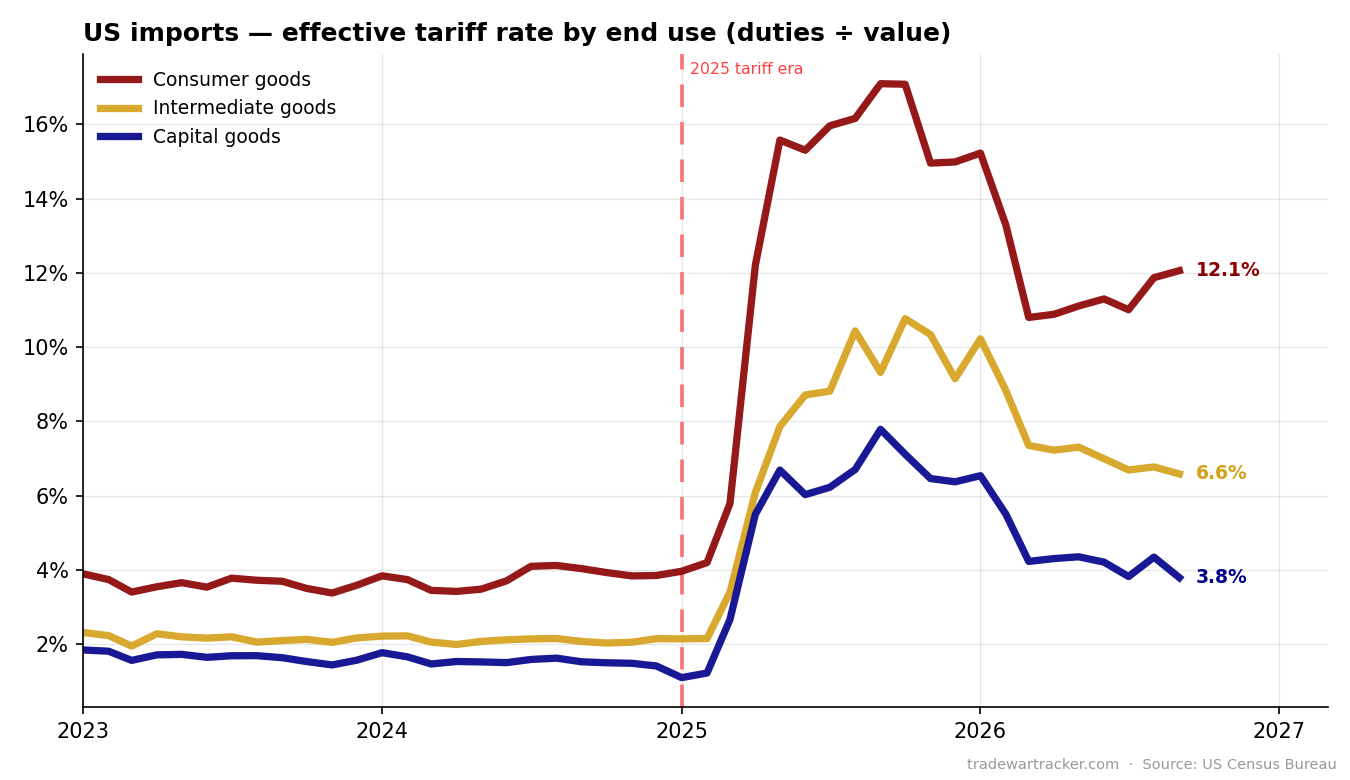 US imports — effective tariff rate by end use (duties ÷ value)
2025 tariff era
Consumer goods
Intermediate goods
Capital goods
16%
14%
12%
10%
8%
6%
4%
2%
12.1%
6.6%
3.8%
2023
2024
2025
2026
2027
tradewartracker.com · Source: US Census Bureau